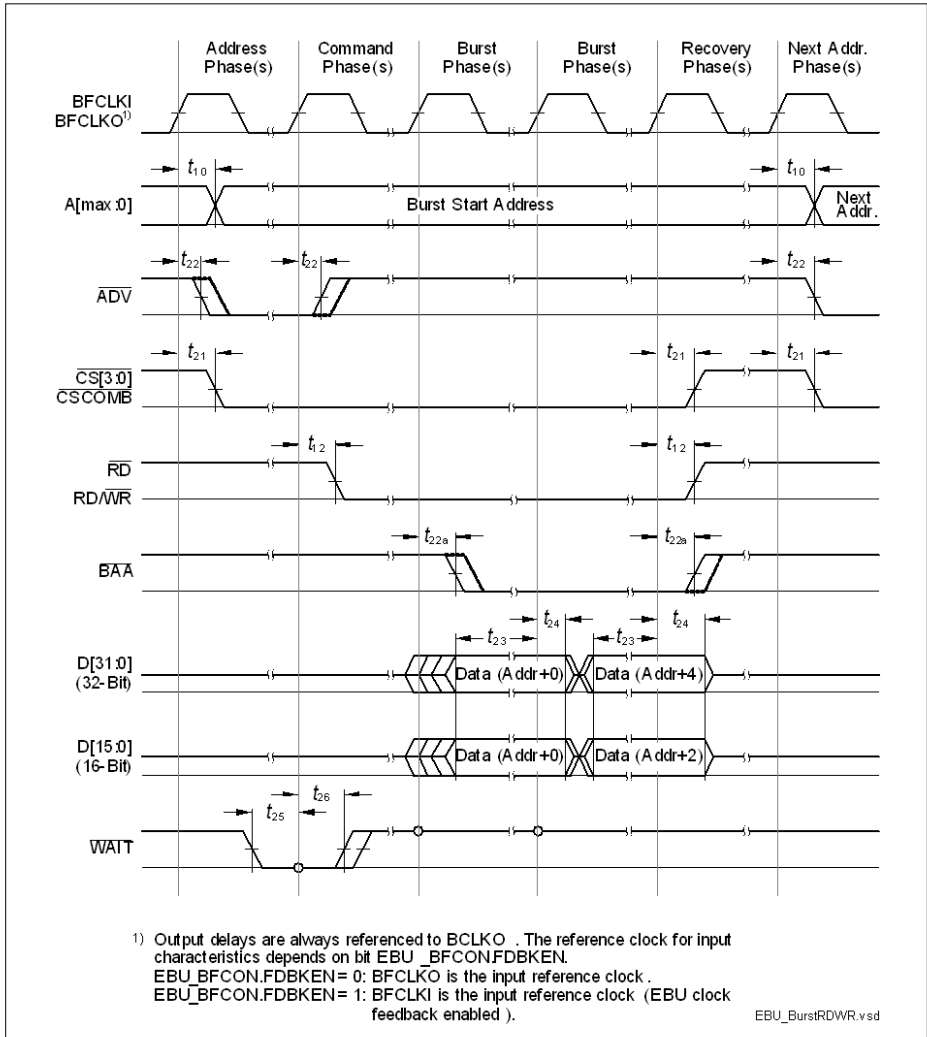 Address Phase(s) Command Phase(s) Burst Phase(s) Burst Phase(s) Recovery Phase(s) Next Addr. Phase(s)
BFCLKI
BFCLKO1)
t10 t10
A[max:0] Burst Start Address Next Addr.
t22 t22 t22
ADV
t21 t21 t21
CS[3:0]
CSCOMB
t12 t12
RD
RD/WR
t22a t22a
BAA
t23 t24 t23 t24
D[31:0]
(32-Bit) Data (Addr+0) Data (Addr+4)
D[15:0]
(16-Bit) Data (Addr+0) Data (Addr+2)
t25 t26
WAIT
1) Output delays are always referenced to BCLKO . The reference clock for input
characteristics depends on bit EBU _BFCON.FDBKEN.
EBU_BFCON.FDBKEN = 0: BFCLKO is the input reference clock .
EBU_BFCON.FDBKEN = 1: BFCLKI is the input reference clock (EBU clock
feedback enabled ).
EBU_BurstRDWR.vsd